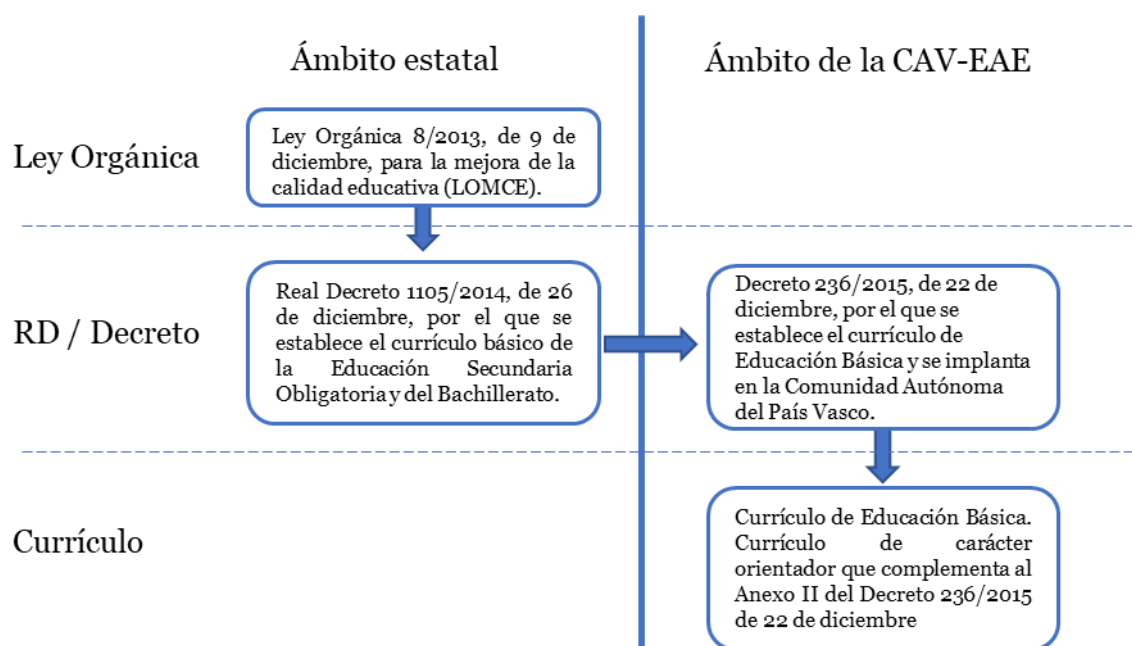 Ámbito estatal
Ámbito de la CAV-EAE
Ley Orgánica
Ley Orgánica 8/2013, de 9 de
diciembre, para la mejora de la
calidad educativa (LOMCE).
RD / Decreto
Real Decreto 1105/2014, de 26
de diciembre, por el que se
establece el currículo básico de
la Educación Secundaria
Obligatoria y del Bachillerato.
Decreto 236/2015, de 22 de
diciembre, por el que se
establece el currículo de
Educación Básica y se implanta
en la Comunidad Autónoma
del País Vasco.
Currículo
Currículo de Educación Básica.
Currículo de carácter
orientador que complementa al
Anexo II del Decreto 236/2015
de 22 de diciembre